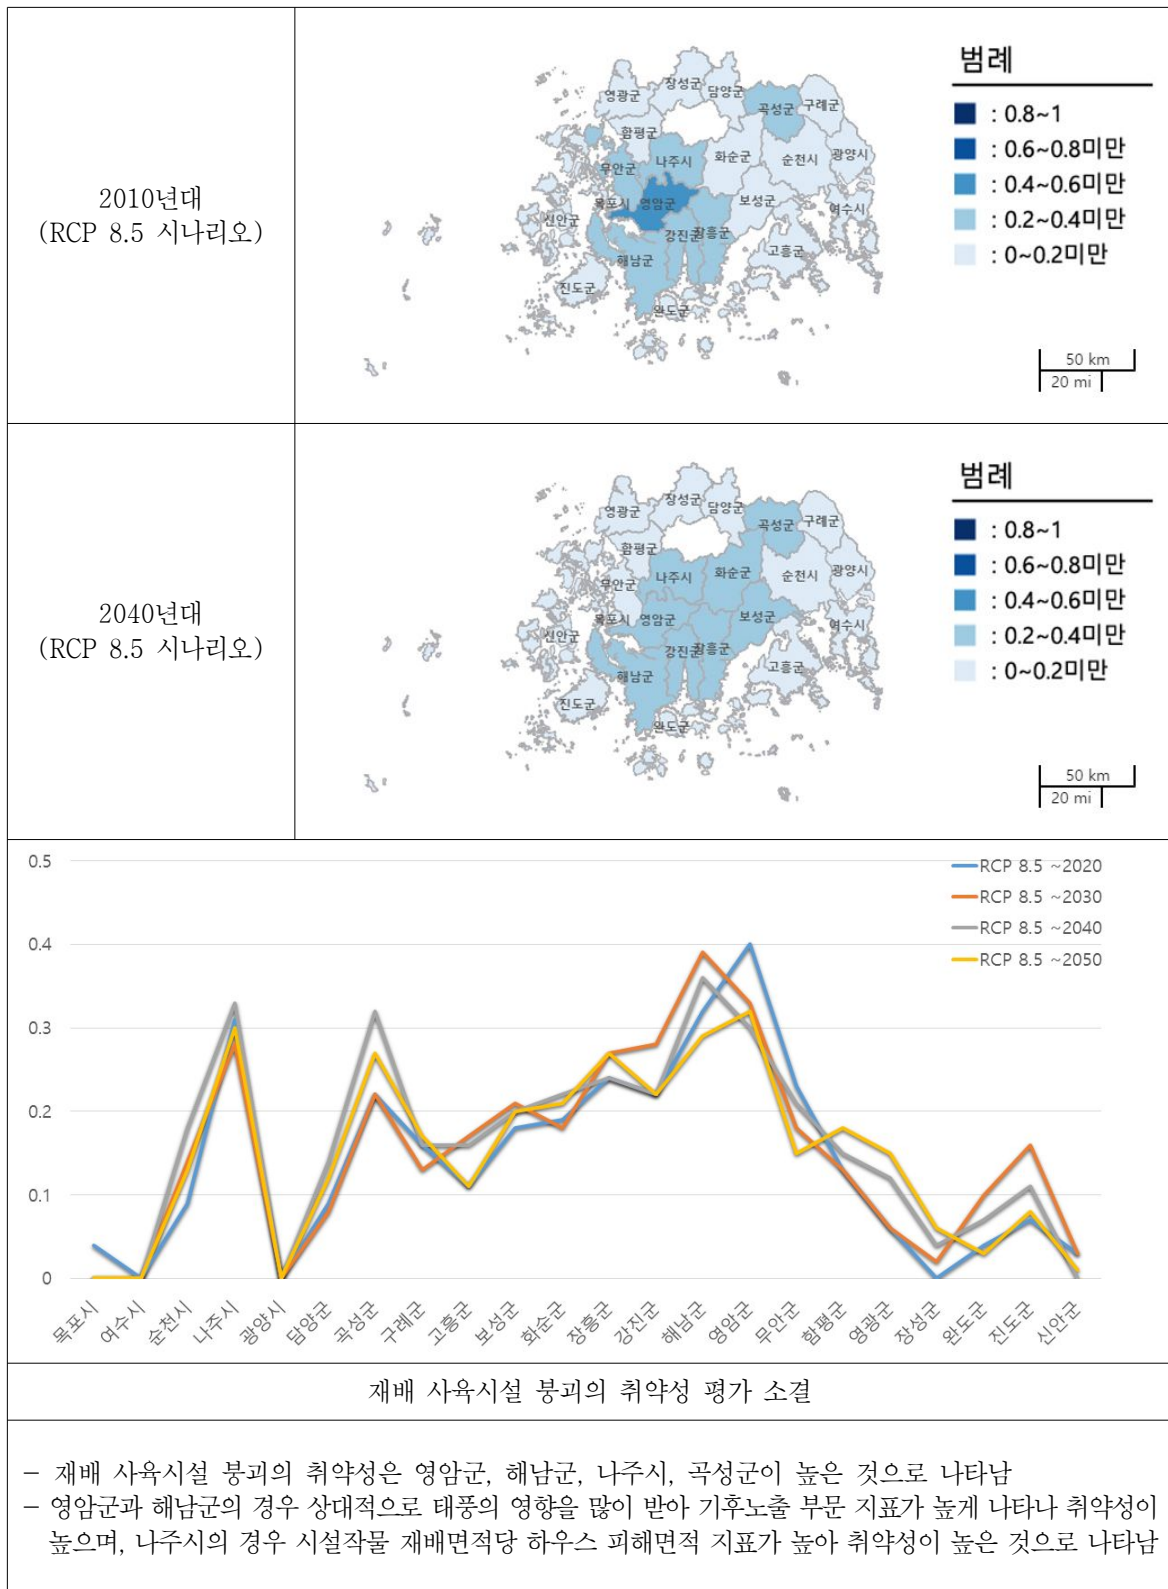 2010년대
(RCP 8.5 시나리오)
장성군
영광군
담양군
곡성군
구례군
함평군
나주시
화순군
순천시
광양시
무안군
목포시
영암군
보성군
여수시
신안군
강진군
장흥군
고흥군
해남군
진도군
완도군
범례
: 0.8~1
: 0.6~0.8미만
: 0.4~0.6미만
: 0.2~0.4미만
: 0~0.2미만
50 km
20 mi
2040년대
(RCP 8.5 시나리오)
장성군
영광군
담양군
곡성군
구례군
함평군
나주시
화순군
순천시
광양시
무안군
목포시
영암군
보성군
여수시
신안군
강진군
장흥군
고흥군
해남군
진도군
완도군
범례
: 0.8~1
: 0.6~0.8미만
: 0.4~0.6미만
: 0.2~0.4미만
: 0~0.2미만
50 km
20 mi
0.5
0.4
0.3
0.2
0.1
0
RCP 8.5 ~2020
RCP 8.5 ~2030
RCP 8.5 ~2040
RCP 8.5 ~2050
목포시
여수시
순천시
나주시
광양시
담양군
곡성군
구례군
고흥군
보성군
화순군
장흥군
강진군
해남군
영암군
무안군
함평군
영광군
장성군
완도군
진도군
신안군
재배 사육시설 붕괴의 취약성 평가 소결
- 재배 사육시설 붕괴의 취약성은 영암군, 해남군, 나주시, 곡성군이 높은 것으로 나타남
- 영암군과 해남군의 경우 상대적으로 태풍의 영향을 많이 받아 기후노출 부문 지표가 높게 나타나 취약성이
높으며, 나주시의 경우 시설작물 재배면적당 하우스 피해면적 지표가 높아 취약성이 높은 것으로 나타남